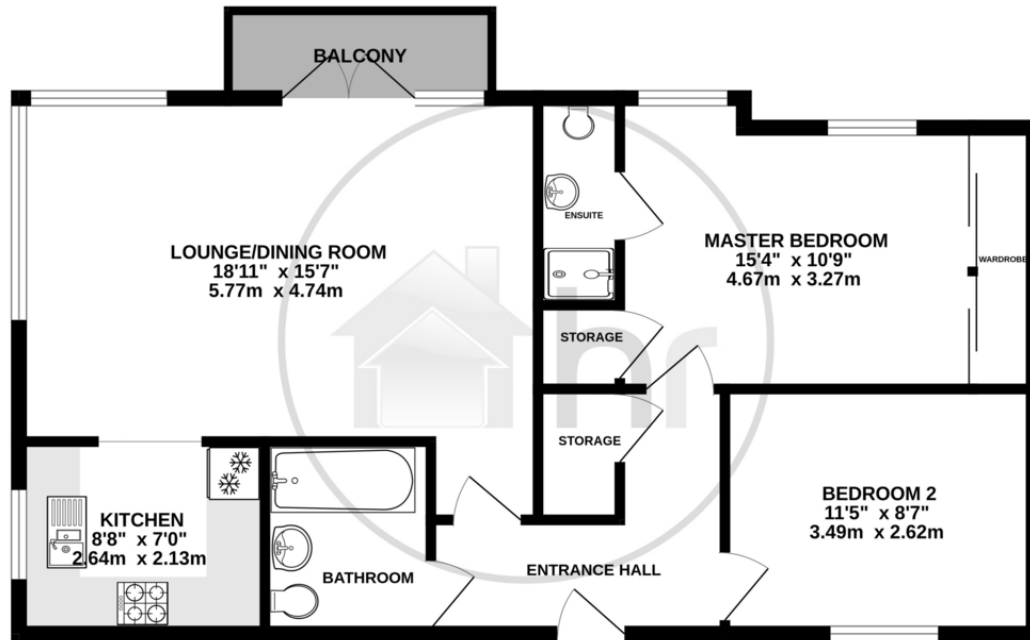 BALCONY
LOUNGE/DINING ROOM
18'11" x 15'7"
5.77m x 4.74m
ENSUITE
MASTER BEDROOM
15'4" x 10'9"
4.67m x 3.27m
WARDROBE
STORAGE
STORAGE
KITCHEN
8'8" x 7'0"
2.64m x 2.13m
BATHROOM
ENTRANCE HALL
BEDROOM 2
11'5" x 8'7"
3.49m x 2.62m
hr